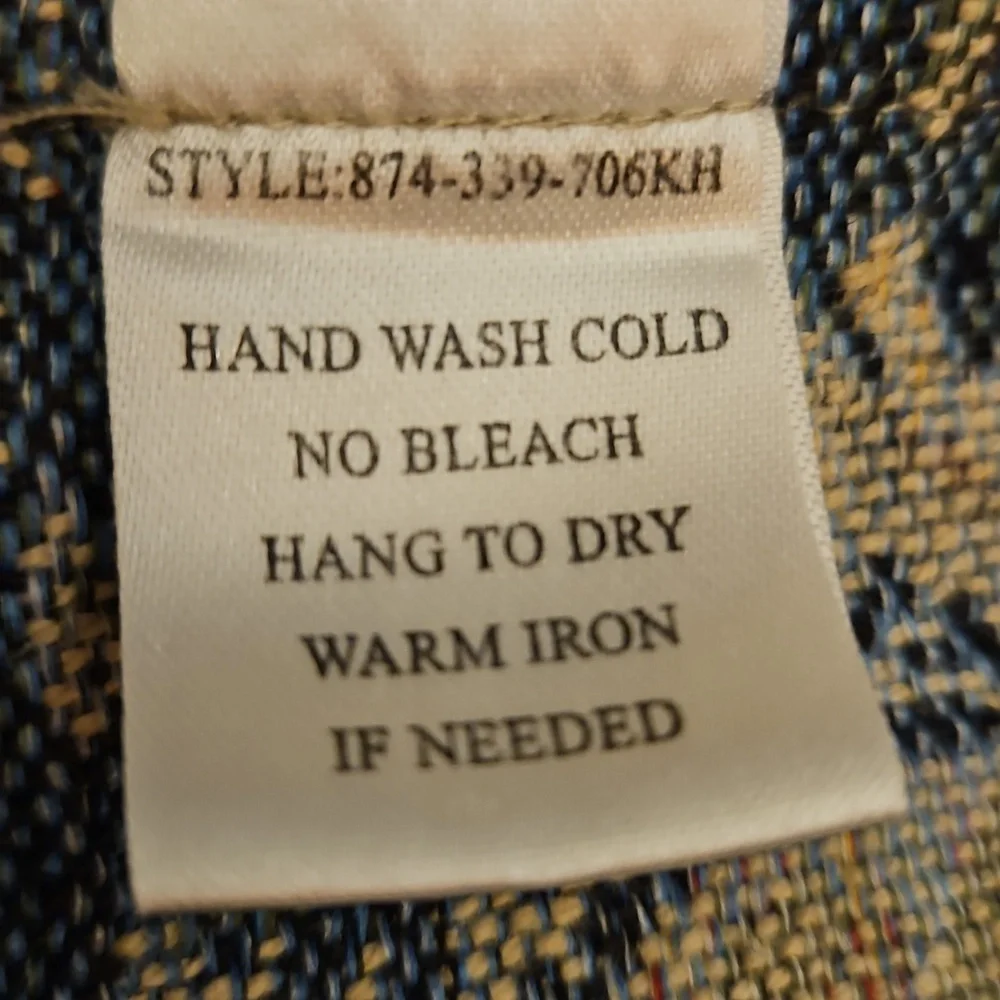 STYLE:874-339-706KH
HAND WASH COLD
NO BLEACH
HANG TO DRY
WARM IRON
IF NEEDED